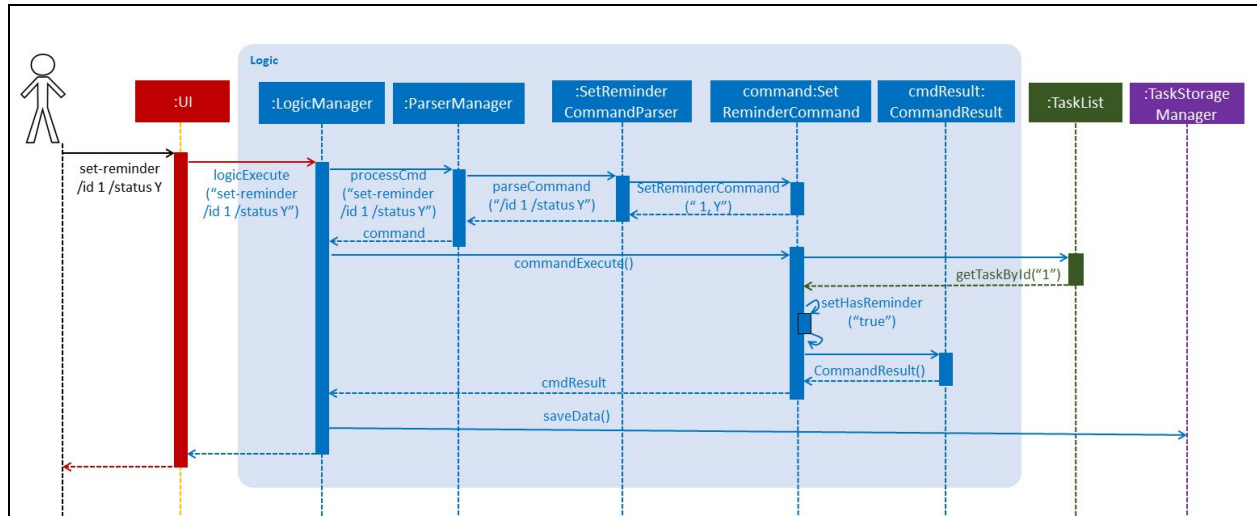 Logic
:UI
:LogicManager
:ParserManager
:SetReminder
CommandParser
command:Set
ReminderCommand
cmdResult:
CommandResult
:TaskList
:TaskStorage
Manager
set-reminder
/id 1 /status Y
logicExecute
(“set-reminder
/id 1 /status Y”)
processCmd
(“set-reminder
/id 1 /status Y”)
parseCommand
(“/id 1 /status Y”)
SetReminderCommand
(“ 1, Y”)
command
commandExecute()
getTaskById(“1”)
setHasReminder
(“true”)
CommandResult()
cmdResult
saveData()